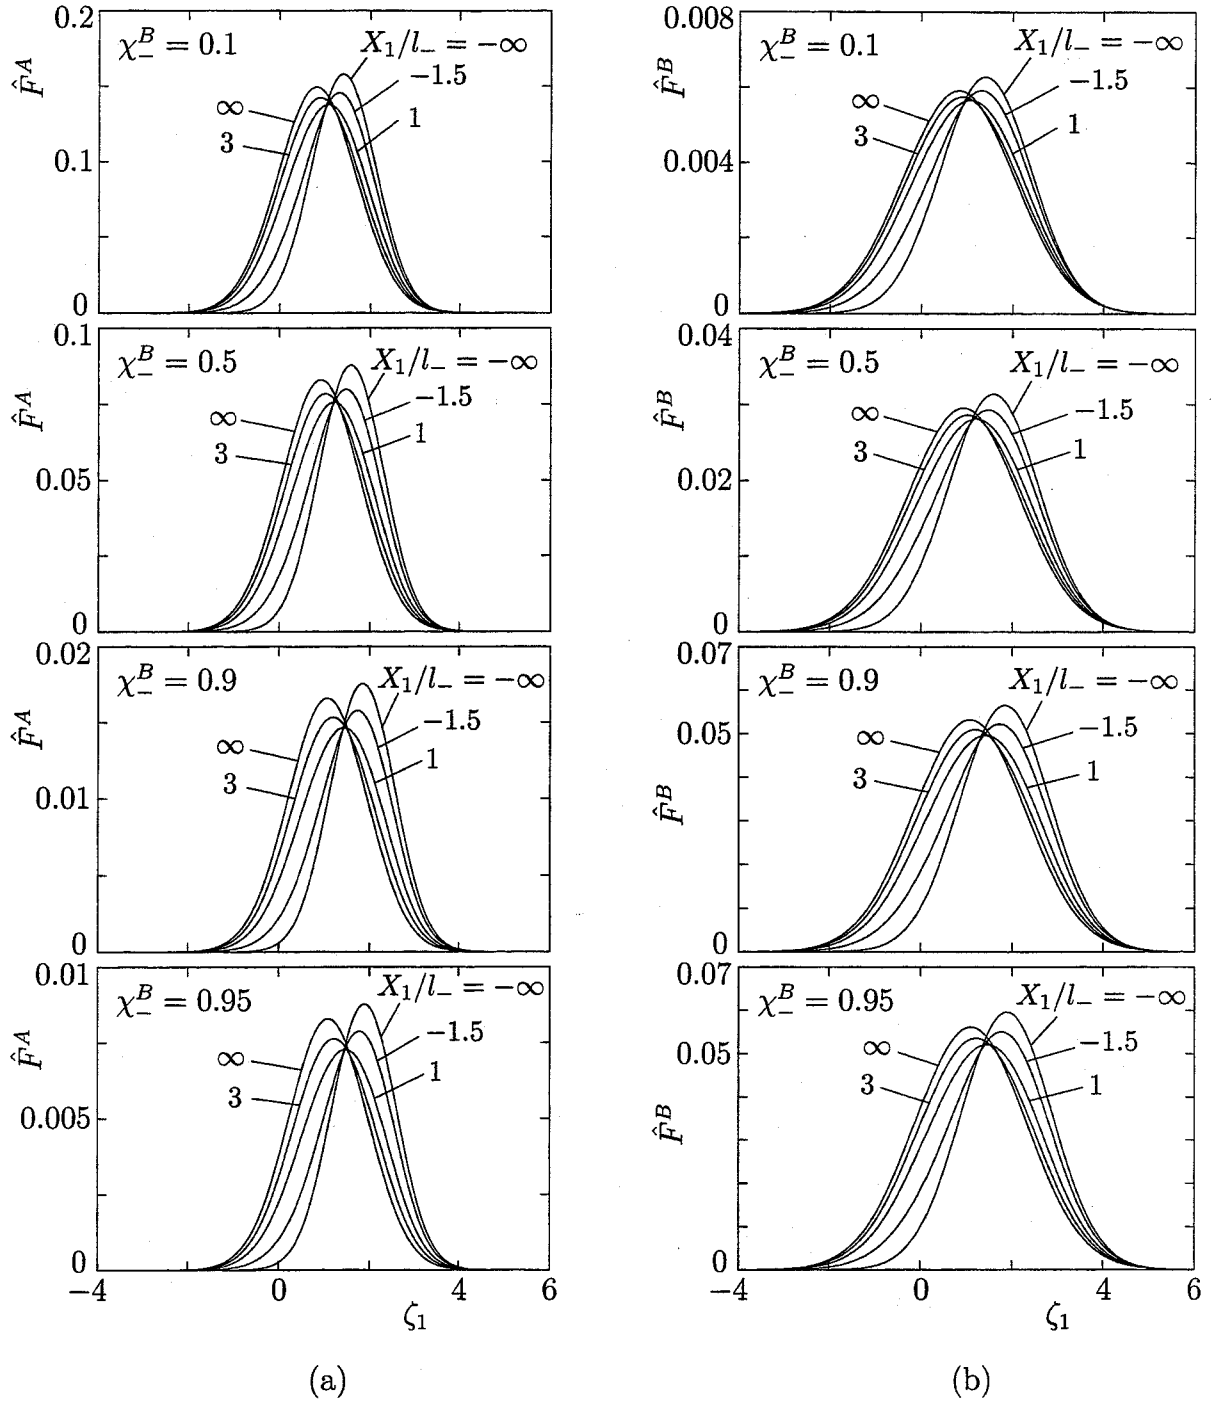 0.2
χ_-^B = 0.1
X_1/l_- = −∞
−1.5
F̂^A
∞
1
3
0.1
0
0.1
χ_-^B = 0.5
X_1/l_- = −∞
−1.5
F̂^A
∞
1
3
0.05
0
0.02
χ_-^B = 0.9
X_1/l_- = −∞
−1.5
F̂^A
∞
1
3
0.01
0
0.01
χ_-^B = 0.95
X_1/l_- = −∞
−1.5
F̂^A
∞
1
3
0.005
0
−4 0 4 6
ζ_1
(a)
0.008
χ_-^B = 0.1
X_1/l_- = −∞
−1.5
F̂^B
∞
1
3
0.004
0
0.04
χ_-^B = 0.5
X_1/l_- = −∞
−1.5
F̂^B
∞
1
3
0.02
0
0.07
χ_-^B = 0.9
X_1/l_- = −∞
−1.5
0.05
∞
1
3
F̂^B
0
0.07
χ_-^B = 0.95
X_1/l_- = −∞
−1.5
0.05
∞
1
3
F̂^B
0
−4 0 4 6
ζ_1
(b)